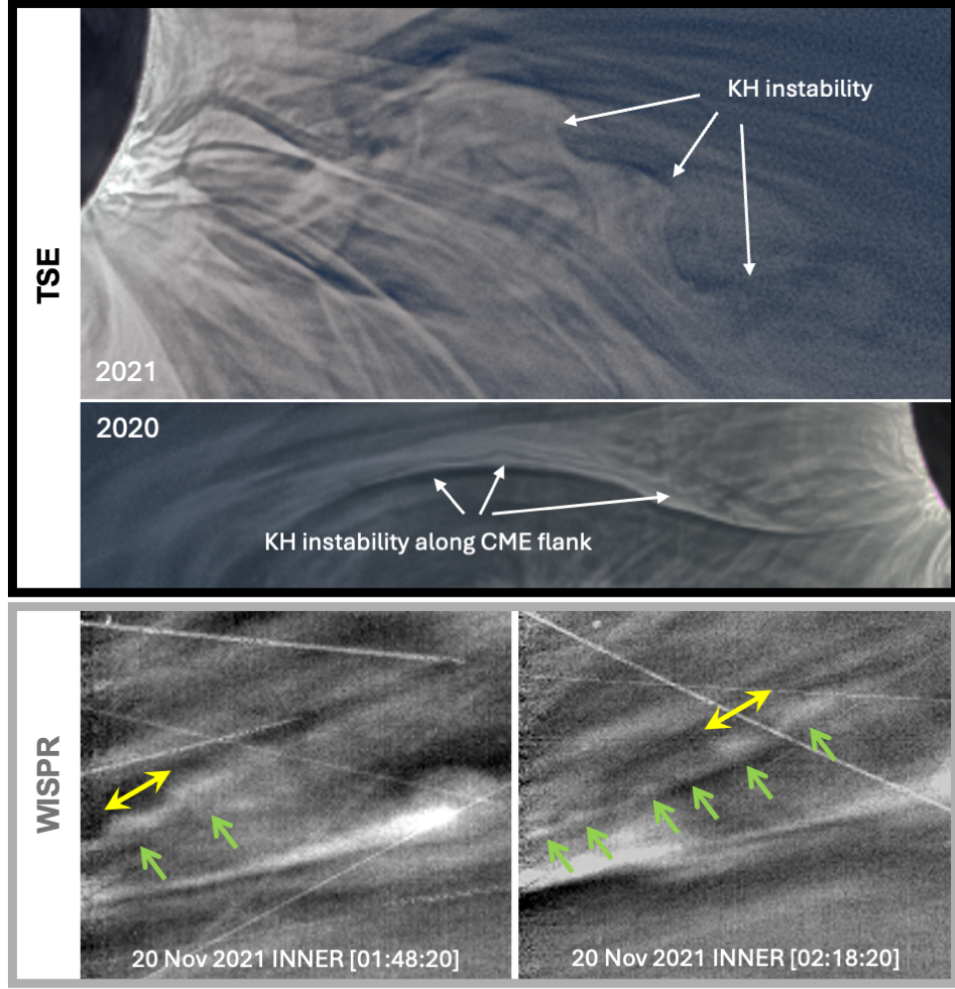 TSE
KH instability
2021
2020
KH instability along CME flank
WISPR
20 Nov 2021 INNER [01:48:20]
20 Nov 2021 INNER [02:18:20]